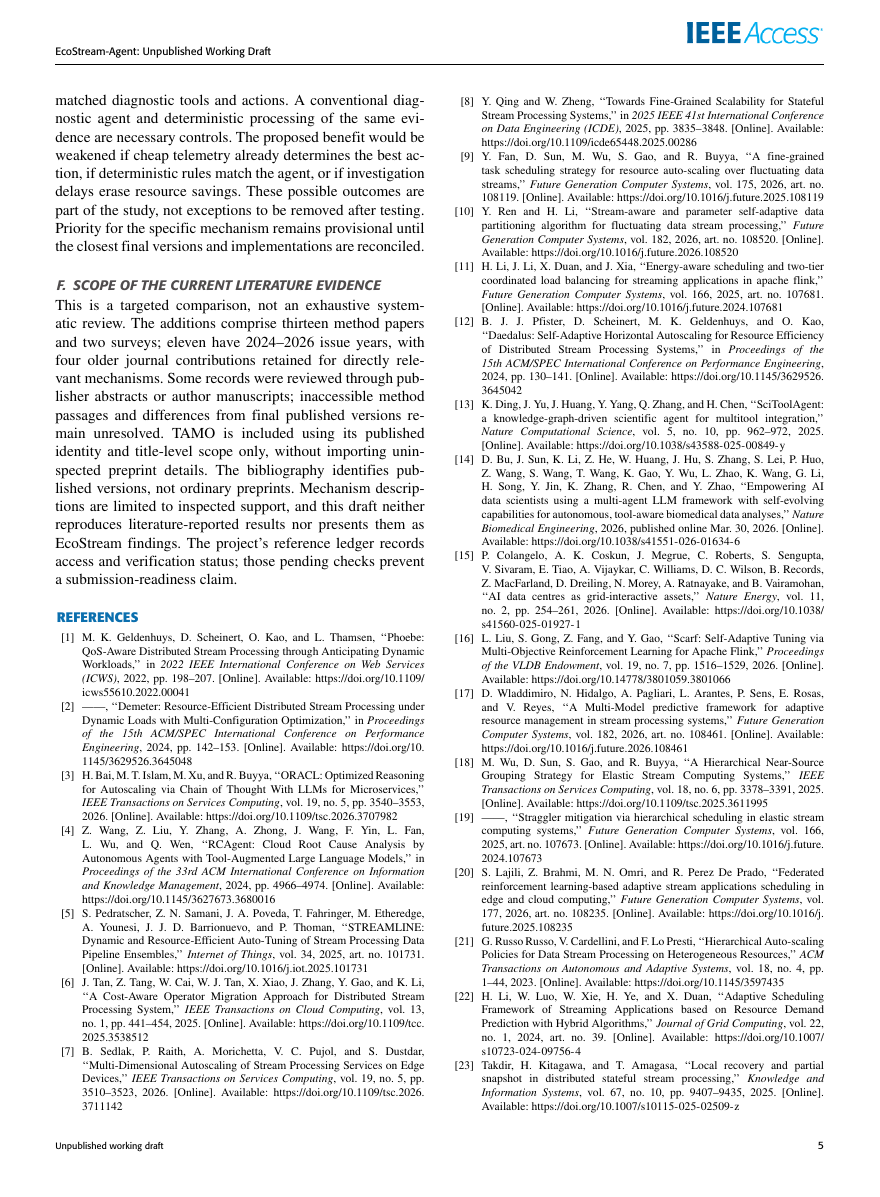 EcoStream-Agent: Unpublished Working Draft
IEEE Access
matched diagnostic tools and actions. A conventional diag-
nostic agent and deterministic processing of the same evi-
dence are necessary controls. The proposed benefit would be
weakened if cheap telemetry already determines the best ac-
tion, if deterministic rules match the agent, or if investigation
delays erase resource savings. These possible outcomes are
part of the study, not exceptions to be removed after testing.
Priority for the specific mechanism remains provisional until
the closest final versions and implementations are reconciled.
F. SCOPE OF THE CURRENT LITERATURE EVIDENCE
This is a targeted comparison, not an exhaustive system-
atic review. The additions comprise thirteen method papers
and two surveys; eleven have 2024–2026 issue years, with
four older journal contributions retained for directly rele-
vant mechanisms. Some records were reviewed through pub-
lisher abstracts or author manuscripts; inaccessible method
passages and differences from final published versions re-
main unresolved. TAMO is included using its published
identity and title-level scope only, without importing unin-
spected preprint details. The bibliography identifies pub-
lished versions, not ordinary preprints. Mechanism descrip-
tions are limited to inspected support, and this draft neither
reproduces literature-reported results nor presents them as
EcoStream findings. The project's reference ledger records
access and verification status; those pending checks prevent
a submission-readiness claim.
REFERENCES
[1] M. K. Geldenhuys, D. Scheinert, O. Kao, and L. Thamsen, ‘‘Phoebe:
QoS-Aware Distributed Stream Processing through Anticipating Dynamic
Workloads,’’ in 2022 IEEE International Conference on Web Services
(ICWS), 2022, pp. 198–207. [Online]. Available: https://doi.org/10.1109/
icws55610.2022.00041
[2] ——, ‘‘Demeter: Resource-Efficient Distributed Stream Processing under
Dynamic Loads with Multi-Configuration Optimization,’’ in Proceedings
of the 15th ACM/SPEC International Conference on Performance
Engineering, 2024, pp. 142–153. [Online]. Available: https://doi.org/10.
1145/3629526.3645048
[3] H. Bai, M. T. Islam, M. Xu, and R. Buyya, ‘‘ORACL: Optimized Reasoning
for Autoscaling via Chain of Thought With LLMs for Microservices,’’
IEEE Transactions on Services Computing, vol. 19, no. 5, pp. 3540–3553,
2026. [Online]. Available: https://doi.org/10.1109/tsc.2026.3707982
[4] Z. Wang, Z. Liu, Y. Zhang, A. Zhong, J. Wang, F. Yin, L. Fan,
L. Wu, and Q. Wen, ‘‘RCAgent: Cloud Root Cause Analysis by
Autonomous Agents with Tool-Augmented Large Language Models,’’ in
Proceedings of the 33rd ACM International Conference on Information
and Knowledge Management, 2024, pp. 4966–4974. [Online]. Available:
https://doi.org/10.1145/3627673.3680016
[5] S. Pedratscher, Z. N. Samani, J. A. Poveda, T. Fahringer, M. Etheredge,
A. Younesi, J. J. D. Barrionuevo, and P. Thoman, ‘‘STREAMLINE:
Dynamic and Resource-Efficient Auto-Tuning of Stream Processing Data
Pipeline Ensembles,’’ Internet of Things, vol. 34, 2025, art. no. 101731.
[Online]. Available: https://doi.org/10.1016/j.iot.2025.101731
[6] J. Tan, Z. Tang, W. Cai, W. J. Tan, X. Xiao, J. Zhang, Y. Gao, and K. Li,
‘‘A Cost-Aware Operator Migration Approach for Distributed Stream
Processing System,’’ IEEE Transactions on Cloud Computing, vol. 13,
no. 1, pp. 441–454, 2025. [Online]. Available: https://doi.org/10.1109/tcc.
2025.3538512
[7] B. Sedlak, P. Raith, A. Morichetta, V. C. Pujol, and S. Dustdar,
‘‘Multi-Dimensional Autoscaling of Stream Processing Services on Edge
Devices,’’ IEEE Transactions on Services Computing, vol. 19, no. 5, pp.
3510–3523, 2026. [Online]. Available: https://doi.org/10.1109/tsc.2026.
3711142
[8] Y. Qing and W. Zheng, ‘‘Towards Fine-Grained Scalability for Stateful
Stream Processing Systems,’’ in 2025 IEEE 41st International Conference
on Data Engineering (ICDE), 2025, pp. 3835–3848. [Online]. Available:
https://doi.org/10.1109/icde65448.2025.00286
[9] Y. Fan, D. Sun, M. Wu, S. Gao, and R. Buyya, ‘‘A fine-grained
task scheduling strategy for resource auto-scaling over fluctuating data
streams,’’ Future Generation Computer Systems, vol. 175, 2026, art. no.
108119. [Online]. Available: https://doi.org/10.1016/j.future.2025.108119
[10] Y. Ren and H. Li, ‘‘Stream-aware and parameter self-adaptive data
partitioning algorithm for fluctuating data stream processing,’’ Future
Generation Computer Systems, vol. 182, 2026, art. no. 108520. [Online].
Available: https://doi.org/10.1016/j.future.2026.108520
[11] H. Li, J. Li, X. Duan, and J. Xia, ‘‘Energy-aware scheduling and two-tier
coordinated load balancing for streaming applications in apache flink,’’
Future Generation Computer Systems, vol. 166, 2025, art. no. 107681.
[Online]. Available: https://doi.org/10.1016/j.future.2024.107681
[12] B. J. J. Pfister, D. Scheinert, M. K. Geldenhuys, and O. Kao,
‘‘Daedalus: Self-Adaptive Horizontal Autoscaling for Resource Efficiency
of Distributed Stream Processing Systems,’’ in Proceedings of the
15th ACM/SPEC International Conference on Performance Engineering,
2024, pp. 130–141. [Online]. Available: https://doi.org/10.1145/3629526.
3645042
[13] K. Ding, J. Yu, J. Huang, Y. Yang, Q. Zhang, and H. Chen, ‘‘SciToolAgent:
a knowledge-graph-driven scientific agent for multitool integration,’’
Nature Computational Science, vol. 5, no. 10, pp. 962–972, 2025.
[Online]. Available: https://doi.org/10.1038/s43588-025-00849-y
[14] D. Bu, J. Sun, K. Li, Z. He, W. Huang, J. Hu, S. Zhang, S. Lei, P. Huo,
Z. Wang, S. Wang, T. Wang, K. Gao, Y. Wu, L. Zhao, K. Wang, G. Li,
H. Song, Y. Jin, K. Zhang, R. Chen, and Y. Zhao, ‘‘Empowering AI
data scientists using a multi-agent LLM framework with self-evolving
capabilities for autonomous, tool-aware biomedical data analyses,’’ Nature
Biomedical Engineering, 2026, published online Mar. 30, 2026. [Online].
Available: https://doi.org/10.1038/s41551-026-01634-6
[15] P. Colangelo, A. K. Coskun, J. Megrue, C. Roberts, S. Sengupta,
V. Sivaram, E. Tiao, A. Vijaykar, C. Williams, D. C. Wilson, B. Records,
Z. MacFarland, D. Dreiling, N. Morey, A. Ratnayake, and B. Vairamohan,
‘‘AI data centres as grid-interactive assets,’’ Nature Energy, vol. 11,
no. 2, pp. 254–261, 2026. [Online]. Available: https://doi.org/10.1038/
s41560-025-01927-1
[16] L. Liu, S. Gong, Z. Fang, and Y. Gao, ‘‘Scarf: Self-Adaptive Tuning via
Multi-Objective Reinforcement Learning for Apache Flink,’’ Proceedings
of the VLDB Endowment, vol. 19, no. 7, pp. 1516–1529, 2026. [Online].
Available: https://doi.org/10.14778/3801059.3801066
[17] D. Wladdimiro, N. Hidalgo, A. Pagliari, L. Arantes, P. Sens, E. Rosas,
and V. Reyes, ‘‘A Multi-Model predictive framework for adaptive
resource management in stream processing systems,’’ Future Generation
Computer Systems, vol. 182, 2026, art. no. 108461. [Online]. Available:
https://doi.org/10.1016/j.future.2026.108461
[18] M. Wu, D. Sun, S. Gao, and R. Buyya, ‘‘A Hierarchical Near-Source
Grouping Strategy for Elastic Stream Computing Systems,’’ IEEE
Transactions on Services Computing, vol. 18, no. 6, pp. 3378–3391, 2025.
[Online]. Available: https://doi.org/10.1109/tsc.2025.3611995
[19] ——, ‘‘Straggler mitigation via hierarchical scheduling in elastic stream
computing systems,’’ Future Generation Computer Systems, vol. 166,
2025, art. no. 107673. [Online]. Available: https://doi.org/10.1016/j.future.
2024.107673
[20] S. Lajili, Z. Brahmi, M. N. Omri, and R. Perez De Prado, ‘‘Federated
reinforcement learning-based adaptive stream applications scheduling in
edge and cloud computing,’’ Future Generation Computer Systems, vol.
177, 2026, art. no. 108235. [Online]. Available: https://doi.org/10.1016/j.
future.2025.108235
[21] G. Russo Russo, V. Cardellini, and F. Lo Presti, ‘‘Hierarchical Auto-scaling
Policies for Data Stream Processing on Heterogeneous Resources,’’ ACM
Transactions on Autonomous and Adaptive Systems, vol. 18, no. 4, pp.
1–44, 2023. [Online]. Available: https://doi.org/10.1145/3597435
[22] H. Li, W. Luo, W. Xie, H. Ye, and X. Duan, ‘‘Adaptive Scheduling
Framework of Streaming Applications based on Resource Demand
Prediction with Hybrid Algorithms,’’ Journal of Grid Computing, vol. 22,
no. 1, 2024, art. no. 39. [Online]. Available: https://doi.org/10.1007/
s10723-024-09756-4
[23] Takdir, H. Kitagawa, and T. Amagasa, ‘‘Local recovery and partial
snapshot in distributed stateful stream processing,’’ Knowledge and
Information Systems, vol. 67, no. 10, pp. 9407–9435, 2025. [Online].
Available: https://doi.org/10.1007/s10115-025-02509-z
Unpublished working draft
5